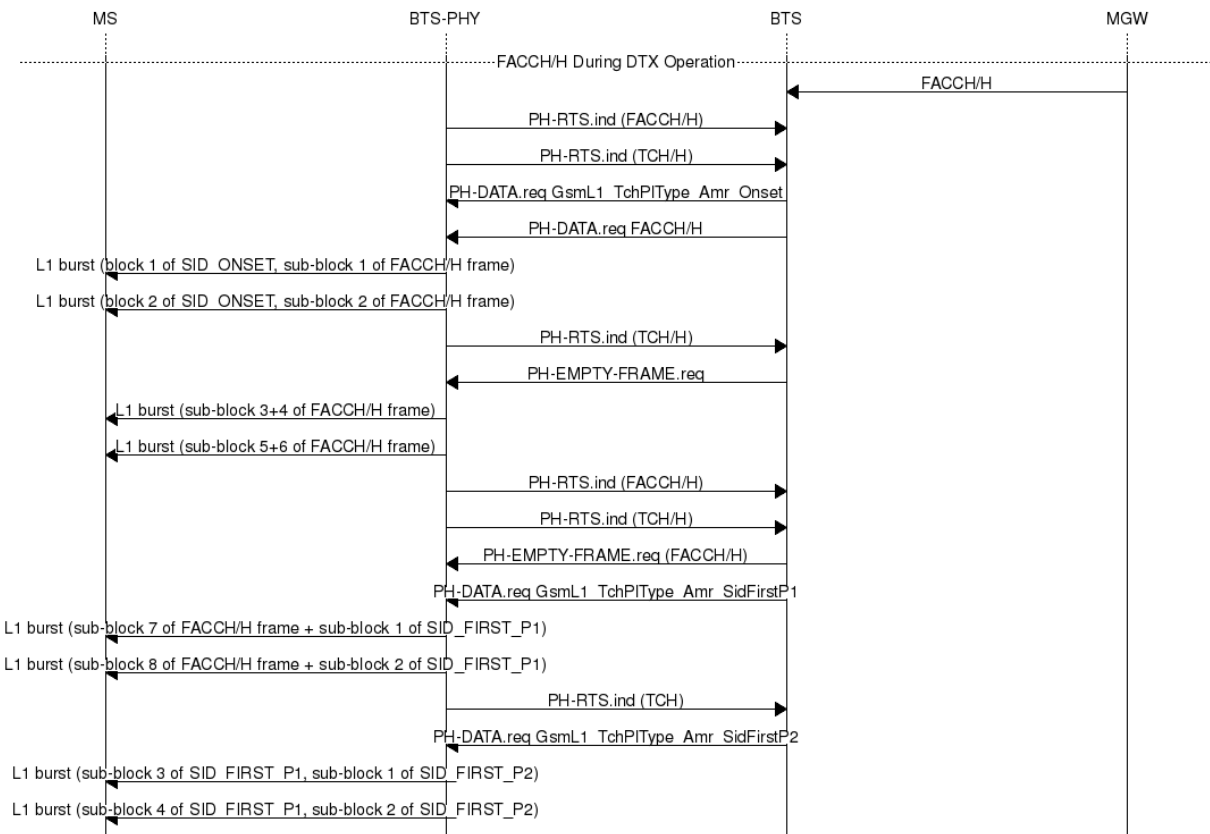 MS BTS-PHY BTS MGW
FACCH/H During DTX Operation
FACCH/H
PH-RTS.ind (FACCH/H)
PH-RTS.ind (TCH/H)
PH-DATA.req GsmL1_TchPlType_Amr_Onset
PH-DATA.req FACCH/H
L1 burst (block 1 of SID_ONSET, sub-block 1 of FACCH/H frame)
L1 burst (block 2 of SID_ONSET, sub-block 2 of FACCH/H frame)
PH-RTS.ind (TCH/H)
PH-EMPTY-FRAME.req
L1 burst (sub-block 3+4 of FACCH/H frame)
L1 burst (sub-block 5+6 of FACCH/H frame)
PH-RTS.ind (FACCH/H)
PH-RTS.ind (TCH/H)
PH-EMPTY-FRAME.req (FACCH/H)
PH-DATA.req GsmL1_TchPlType_Amr_SidFirstP1
L1 burst (sub-block 7 of FACCH/H frame + sub-block 1 of SID_FIRST_P1)
L1 burst (sub-block 8 of FACCH/H frame + sub-block 2 of SID_FIRST_P1)
PH-RTS.ind (TCH)
PH-DATA.req GsmL1_TchPlType_Amr_SidFirstP2
L1 burst (sub-block 3 of SID_FIRST_P1, sub-block 1 of SID_FIRST_P2)
L1 burst (sub-block 4 of SID_FIRST_P1, sub-block 2 of SID_FIRST_P2)